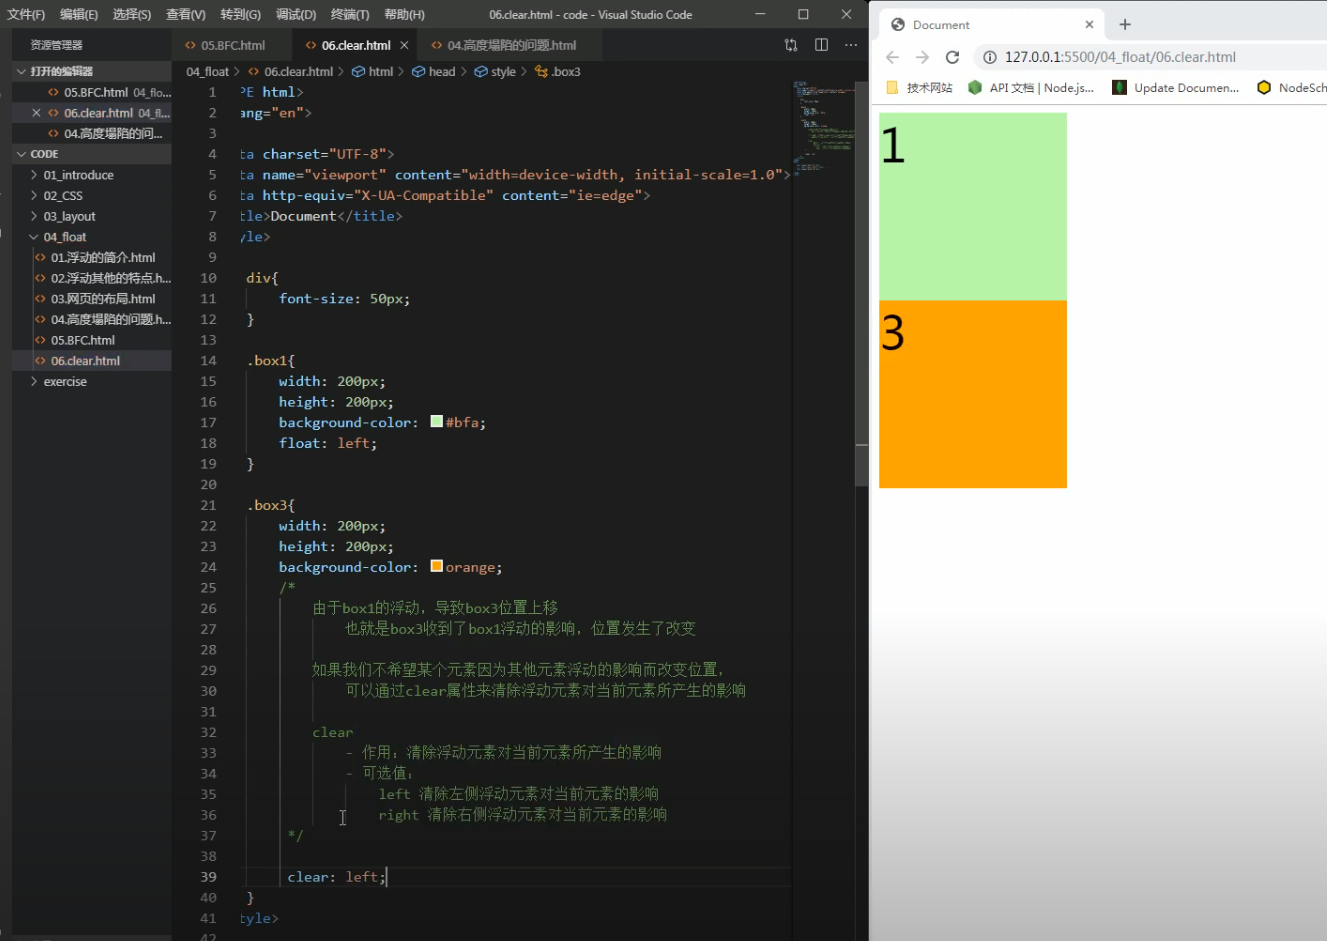 文件(F) 编辑(E) 选择(S) 查看(V) 转到(G) 调试(D) 终端(T) 帮助(H) 06.clear.html - code - Visual Studio Code
资源管理器
05.BFC.html 06.clear.html 04.高度塌陷的问题.html
打开的编辑器
05.BFC.html 04_flo...
06.clear.html 04_fl...
04.高度塌陷的问...
CODE
01_introduce
02_CSS
03_layout
04_float
01.浮动的简介.html
02.浮动其他的特点.h...
03.网页的布局.html
04.高度塌陷的问题.h...
05.BFC.html
06.clear.html
exercise
04_float > 06.clear.html > html > head > style > .box3
1 PE html>
2 ang="en">
3
4 ta charset="UTF-8">
5 ta name="viewport" content="width=device-width, initial-scale=1.0">
6 ta http-equiv="X-UA-Compatible" content="ie=edge">
7 tle>Document</title>
8 yle>
9
10 div{
11 font-size: 50px;
12 }
13
14 .box1{
15 width: 200px;
16 height: 200px;
17 background-color: #bfa;
18 float: left;
19 }
20
21 .box3{
22 width: 200px;
23 height: 200px;
24 background-color: orange;
25 /*
26 由于box1的浮动，导致box3位置上移
27 也就是box3收到了box1浮动的影响，位置发生了改变
28
29 如果我们不希望某个元素因为其他元素浮动的影响而改变位置，
30 可以通过clear属性来清除浮动元素对当前元素所产生的影响
31
32 clear
33 - 作用：清除浮动元素对当前元素所产生的影响
34 - 可选值：
35 left 清除左侧浮动元素对当前元素的影响
36 right 清除右侧浮动元素对当前元素的影响
37 */
38
39 clear: left;
40 }
41 tyle>
42
Document
127.0.0.1:5500/04_float/06.clear.html
技术网站 API 文档 | Node.js... Update Documen... NodeSch
1
3